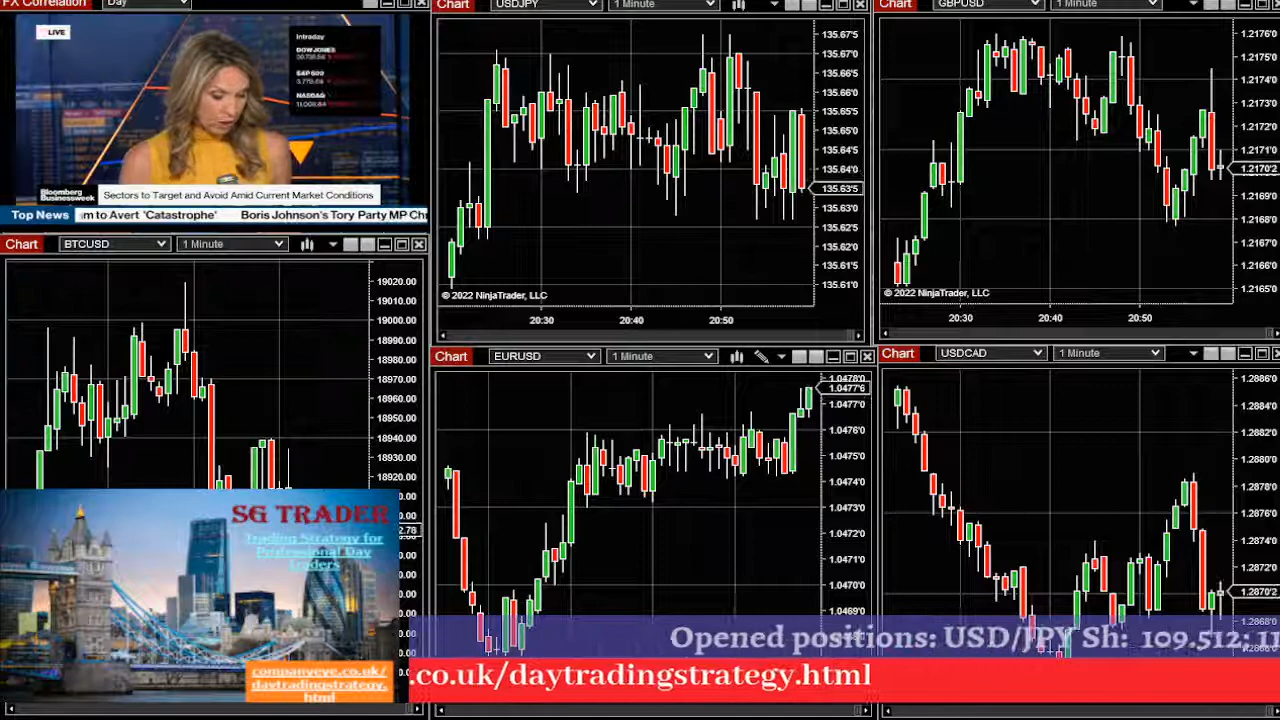 FX Correlation Day
LIVE
Intraday
DOW JONES
S&P 500
NASDAQ
Bloomberg
Businessweek
Sectors to Target and Avoid Amid Current Market Conditions
Top News m to Avert 'Catastrophe' Boris Johnson's Tory Party MP Ch
Chart USDJPY 1 Minute
135.67'5
135.67'0
135.66'5
135.66'0
135.65'5
135.65'0
135.64'5
135.64'0
135.63'5
135.63'0
135.62'5
135.62'0
135.61'5
135.61'0
© 2022 NinjaTrader, LLC
20:30 20:40 20:50
Chart GBPUSD 1 Minute
1.2176'0
1.2175'0
1.2174'0
1.2173'0
1.2172'0
1.2171'0
1.2170'2
1.2168'0
1.2167'0
1.2166'0
1.2165'0
© 2022 NinjaTrader, LLC
20:30 20:40 20:50
Chart BTCUSD 1 Minute
19020.00
19010.00
19000.00
18990.00
18980.00
18970.00
18960.00
18950.00
18940.00
18930.00
18920.00
Chart EURUSD 1 Minute
1.0478'0
1.0477'6
1.0477'0
1.0476'0
1.0475'0
1.0474'0
1.0473'0
1.0472'0
1.0471'0
1.0470'0
1.0469'0
Chart USDCAD 1 Minute
1.2886'0
1.2884'0
1.2882'0
1.2880'0
1.2878'0
1.2876'0
1.2874'0
1.2872'0
1.2870'2
1.2868'0
SG TRADER
Trading Strategy for
Professional Day
Traders
companyeye.co.uk/
daytradingstrategy.
html
Opened positions: USD/JPY Sh: 109,512; 11
.co.uk/daytradingstrategy.html